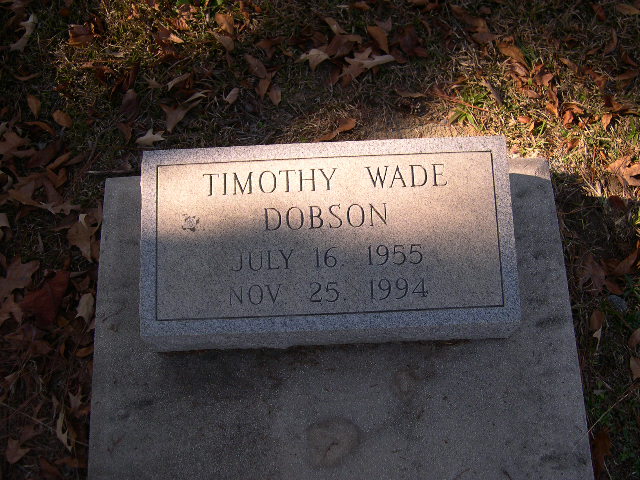 TIMOTHY WADE
DOBSON
JULY 16. 1955
NOV 25. 1994